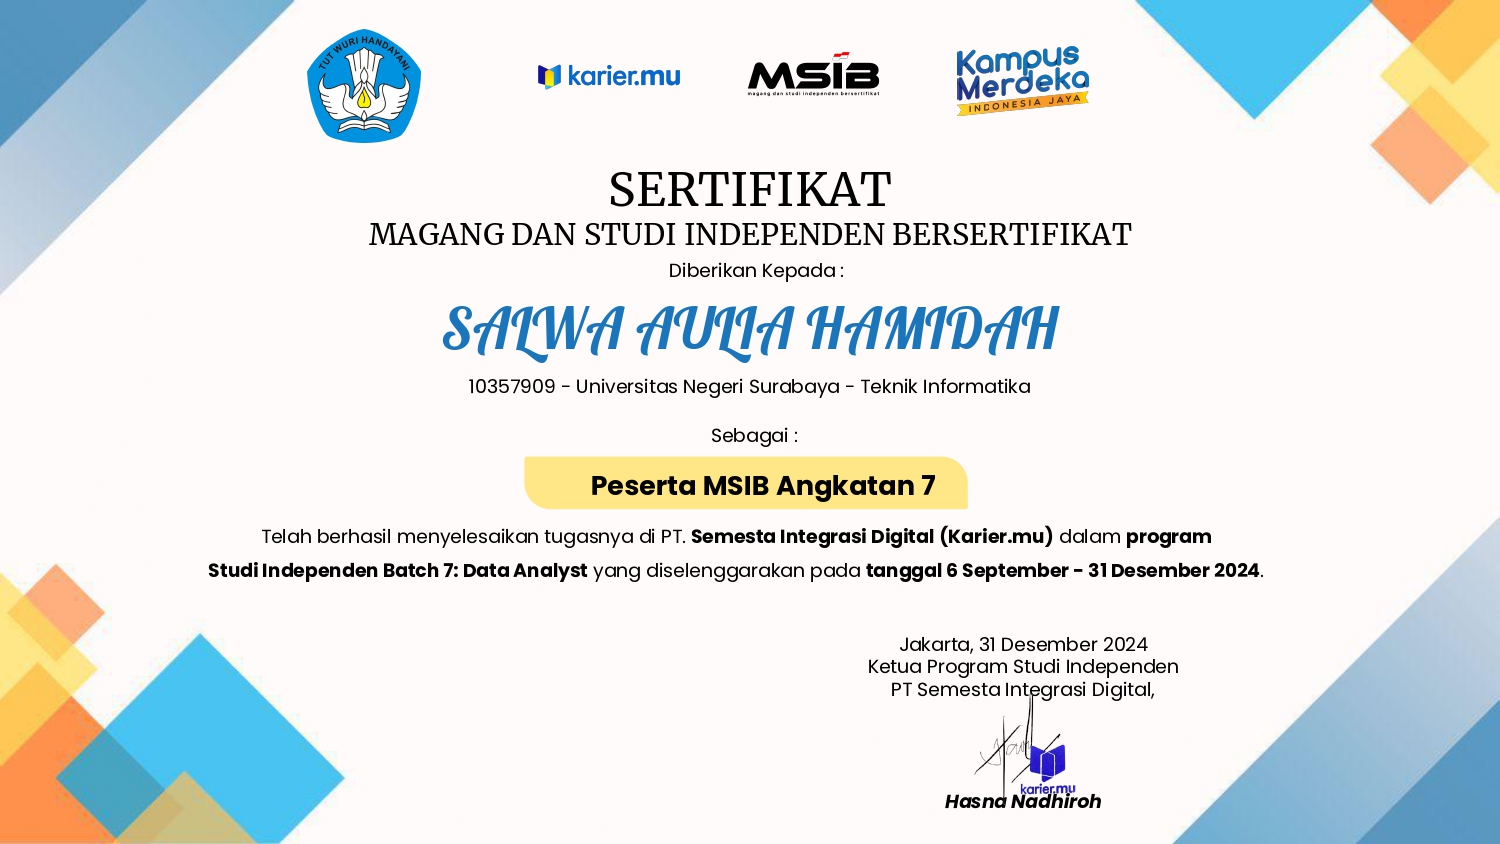 TUT WURI HANDAYANI
karier.mu
MSIB
magang dan studi independen bersertifikat
Kampus
Merdeka
INDONESIA JAYA
SERTIFIKAT
MAGANG DAN STUDI INDEPENDEN BERSERTIFIKAT
Diberikan Kepada :
SALWA AULIA HAMIDAH
10357909 - Universitas Negeri Surabaya - Teknik Informatika
Sebagai :
Peserta MSIB Angkatan 7
Telah berhasil menyelesaikan tugasnya di PT. Semesta Integrasi Digital (Karier.mu) dalam program
Studi Independen Batch 7: Data Analyst yang diselenggarakan pada tanggal 6 September - 31 Desember 2024.
Jakarta, 31 Desember 2024
Ketua Program Studi Independen
PT Semesta Integrasi Digital,
karier.mu
Hasna Nadhiroh